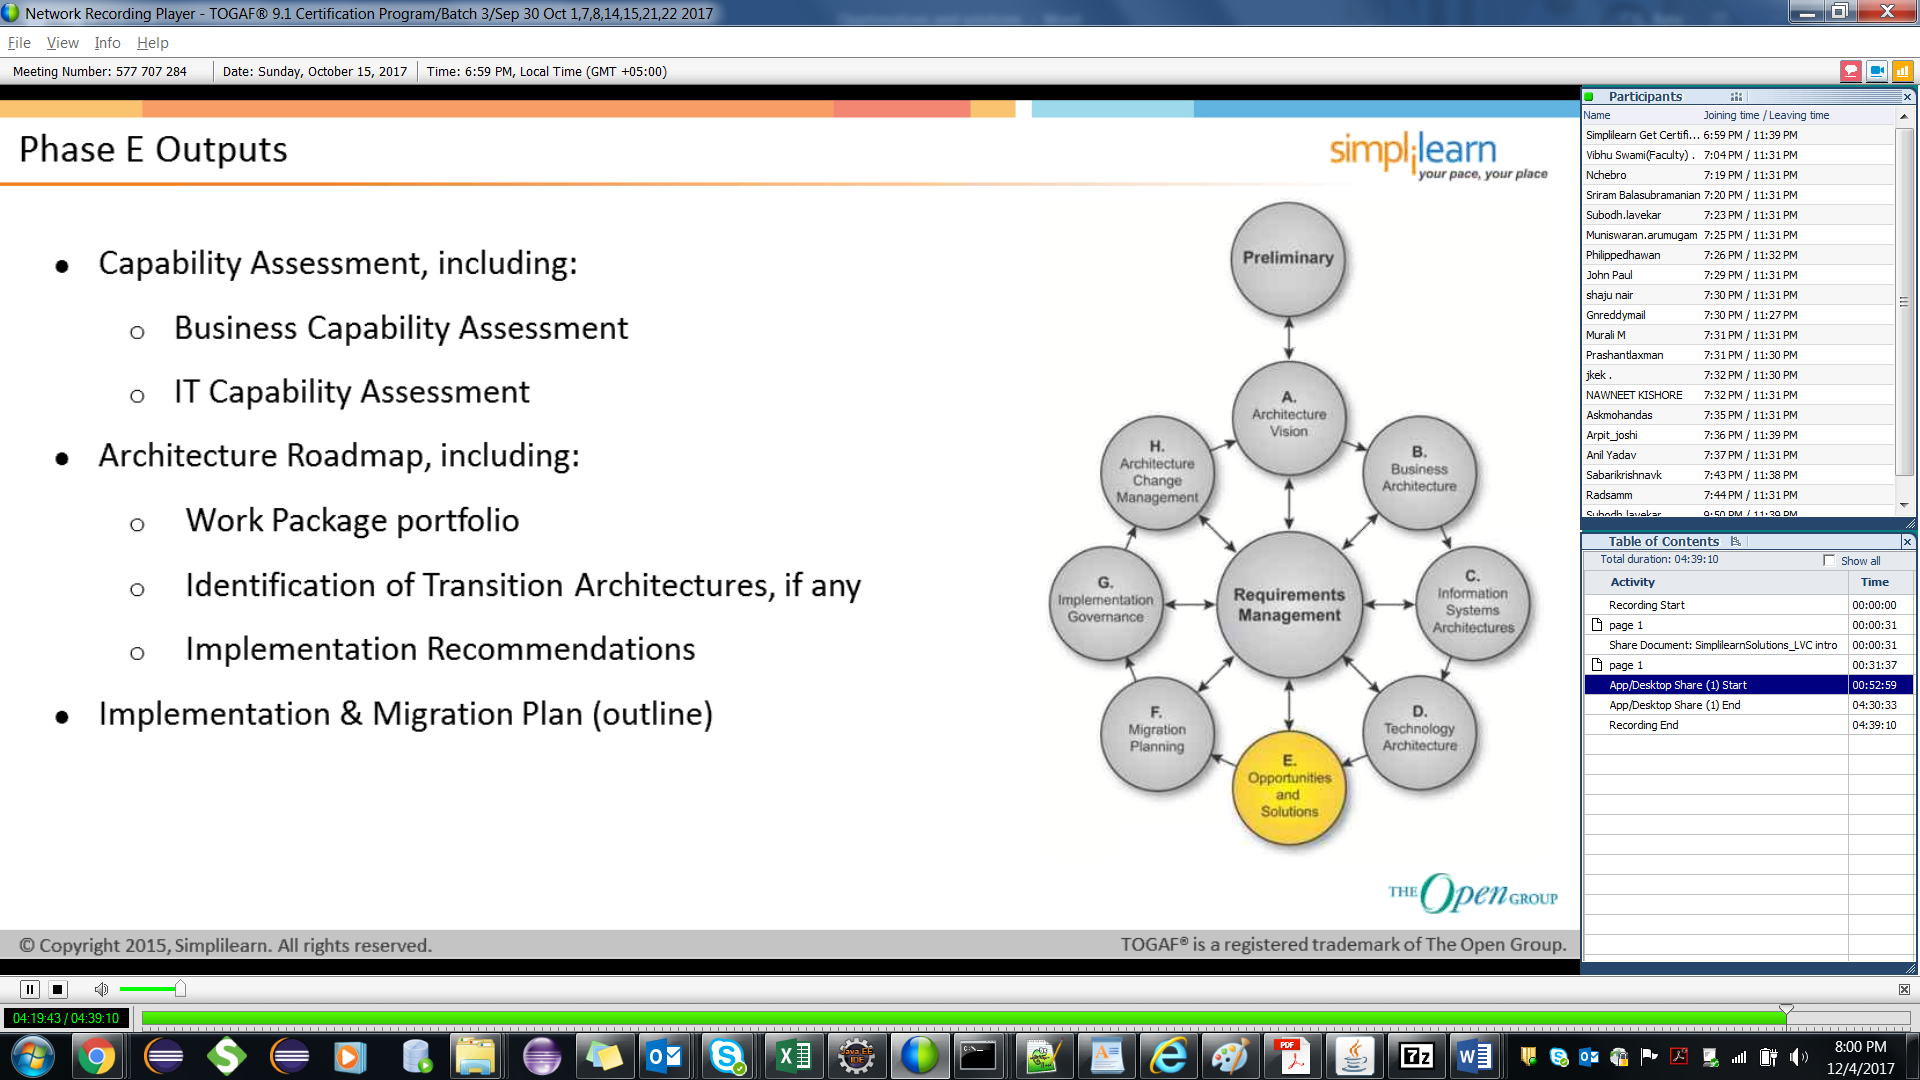 Network Recording Player - TOGAF® 9.1 Certification Program/Batch 3/Sep 30 Oct 1,7,8,14,15,21,22 2017
File View Info Help
Meeting Number: 577 707 284 Date: Sunday, October 15, 2017 Time: 6:59 PM, Local Time (GMT +05:00)
Phase E Outputs
simplilearn
your pace, your place
● Capability Assessment, including:
○ Business Capability Assessment
○ IT Capability Assessment
● Architecture Roadmap, including:
○ Work Package portfolio
○ Identification of Transition Architectures, if any
○ Implementation Recommendations
● Implementation & Migration Plan (outline)
Preliminary
A.
Architecture
Vision
B.
Business
Architecture
C.
Information
Systems
Architectures
D.
Technology
Architecture
E.
Opportunities
and
Solutions
F.
Migration
Planning
G.
Implementation
Governance
H.
Architecture
Change
Management
Requirements
Management
THE Open GROUP
© Copyright 2015, Simplilearn. All rights reserved.
TOGAF® is a registered trademark of The Open Group.
Participants
Name Joining time / Leaving time
Simplilearn Get Certifi... 6:59 PM / 11:39 PM
Vibhu Swami(Faculty) . 7:04 PM / 11:31 PM
Nchebro 7:19 PM / 11:31 PM
Sriram Balasubramanian 7:20 PM / 11:31 PM
Subodh.lavekar 7:23 PM / 11:31 PM
Muniswaran.arumugam 7:25 PM / 11:31 PM
Philippedhawan 7:26 PM / 11:32 PM
John Paul 7:29 PM / 11:31 PM
shaju nair 7:30 PM / 11:31 PM
Gnreddymail 7:30 PM / 11:27 PM
Murali M 7:31 PM / 11:31 PM
Prashantlaxman 7:31 PM / 11:30 PM
jkek . 7:32 PM / 11:30 PM
NAWNEET KISHORE 7:32 PM / 11:31 PM
Askmohandas 7:35 PM / 11:31 PM
Arpit_joshi 7:36 PM / 11:39 PM
Anil Yadav 7:37 PM / 11:31 PM
Sabarikrishnavk 7:43 PM / 11:38 PM
Radsamm 7:44 PM / 11:31 PM
Subodh.lavekar 9:50 PM / 11:39 PM
Table of Contents
Total duration: 04:39:10 Show all
Activity Time
Recording Start 00:00:00
page 1 00:00:31
Share Document: SimplilearnSolutions_LVC intro 00:00:31
page 1 00:31:37
App/Desktop Share (1) Start 00:52:59
App/Desktop Share (1) End 04:30:33
Recording End 04:39:10
04:19:43 / 04:39:10
Java EE
IDE
PDF
7z
8:00 PM
12/4/2017